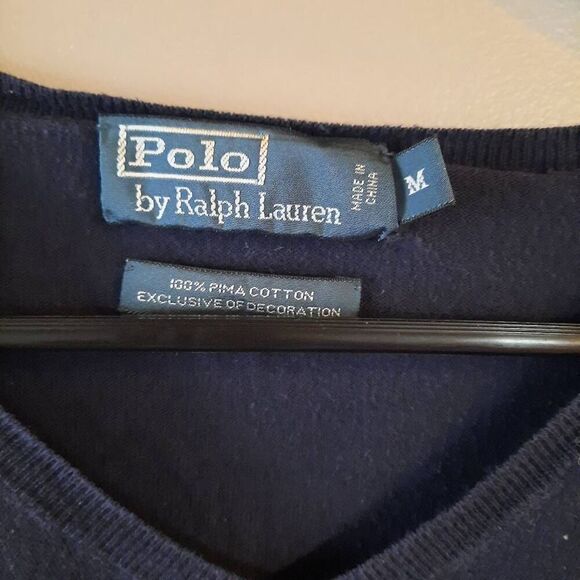 Polo
by Ralph Lauren
MADE IN
CHINA
M
100% PIMA COTTON
EXCLUSIVE OF DECORATION